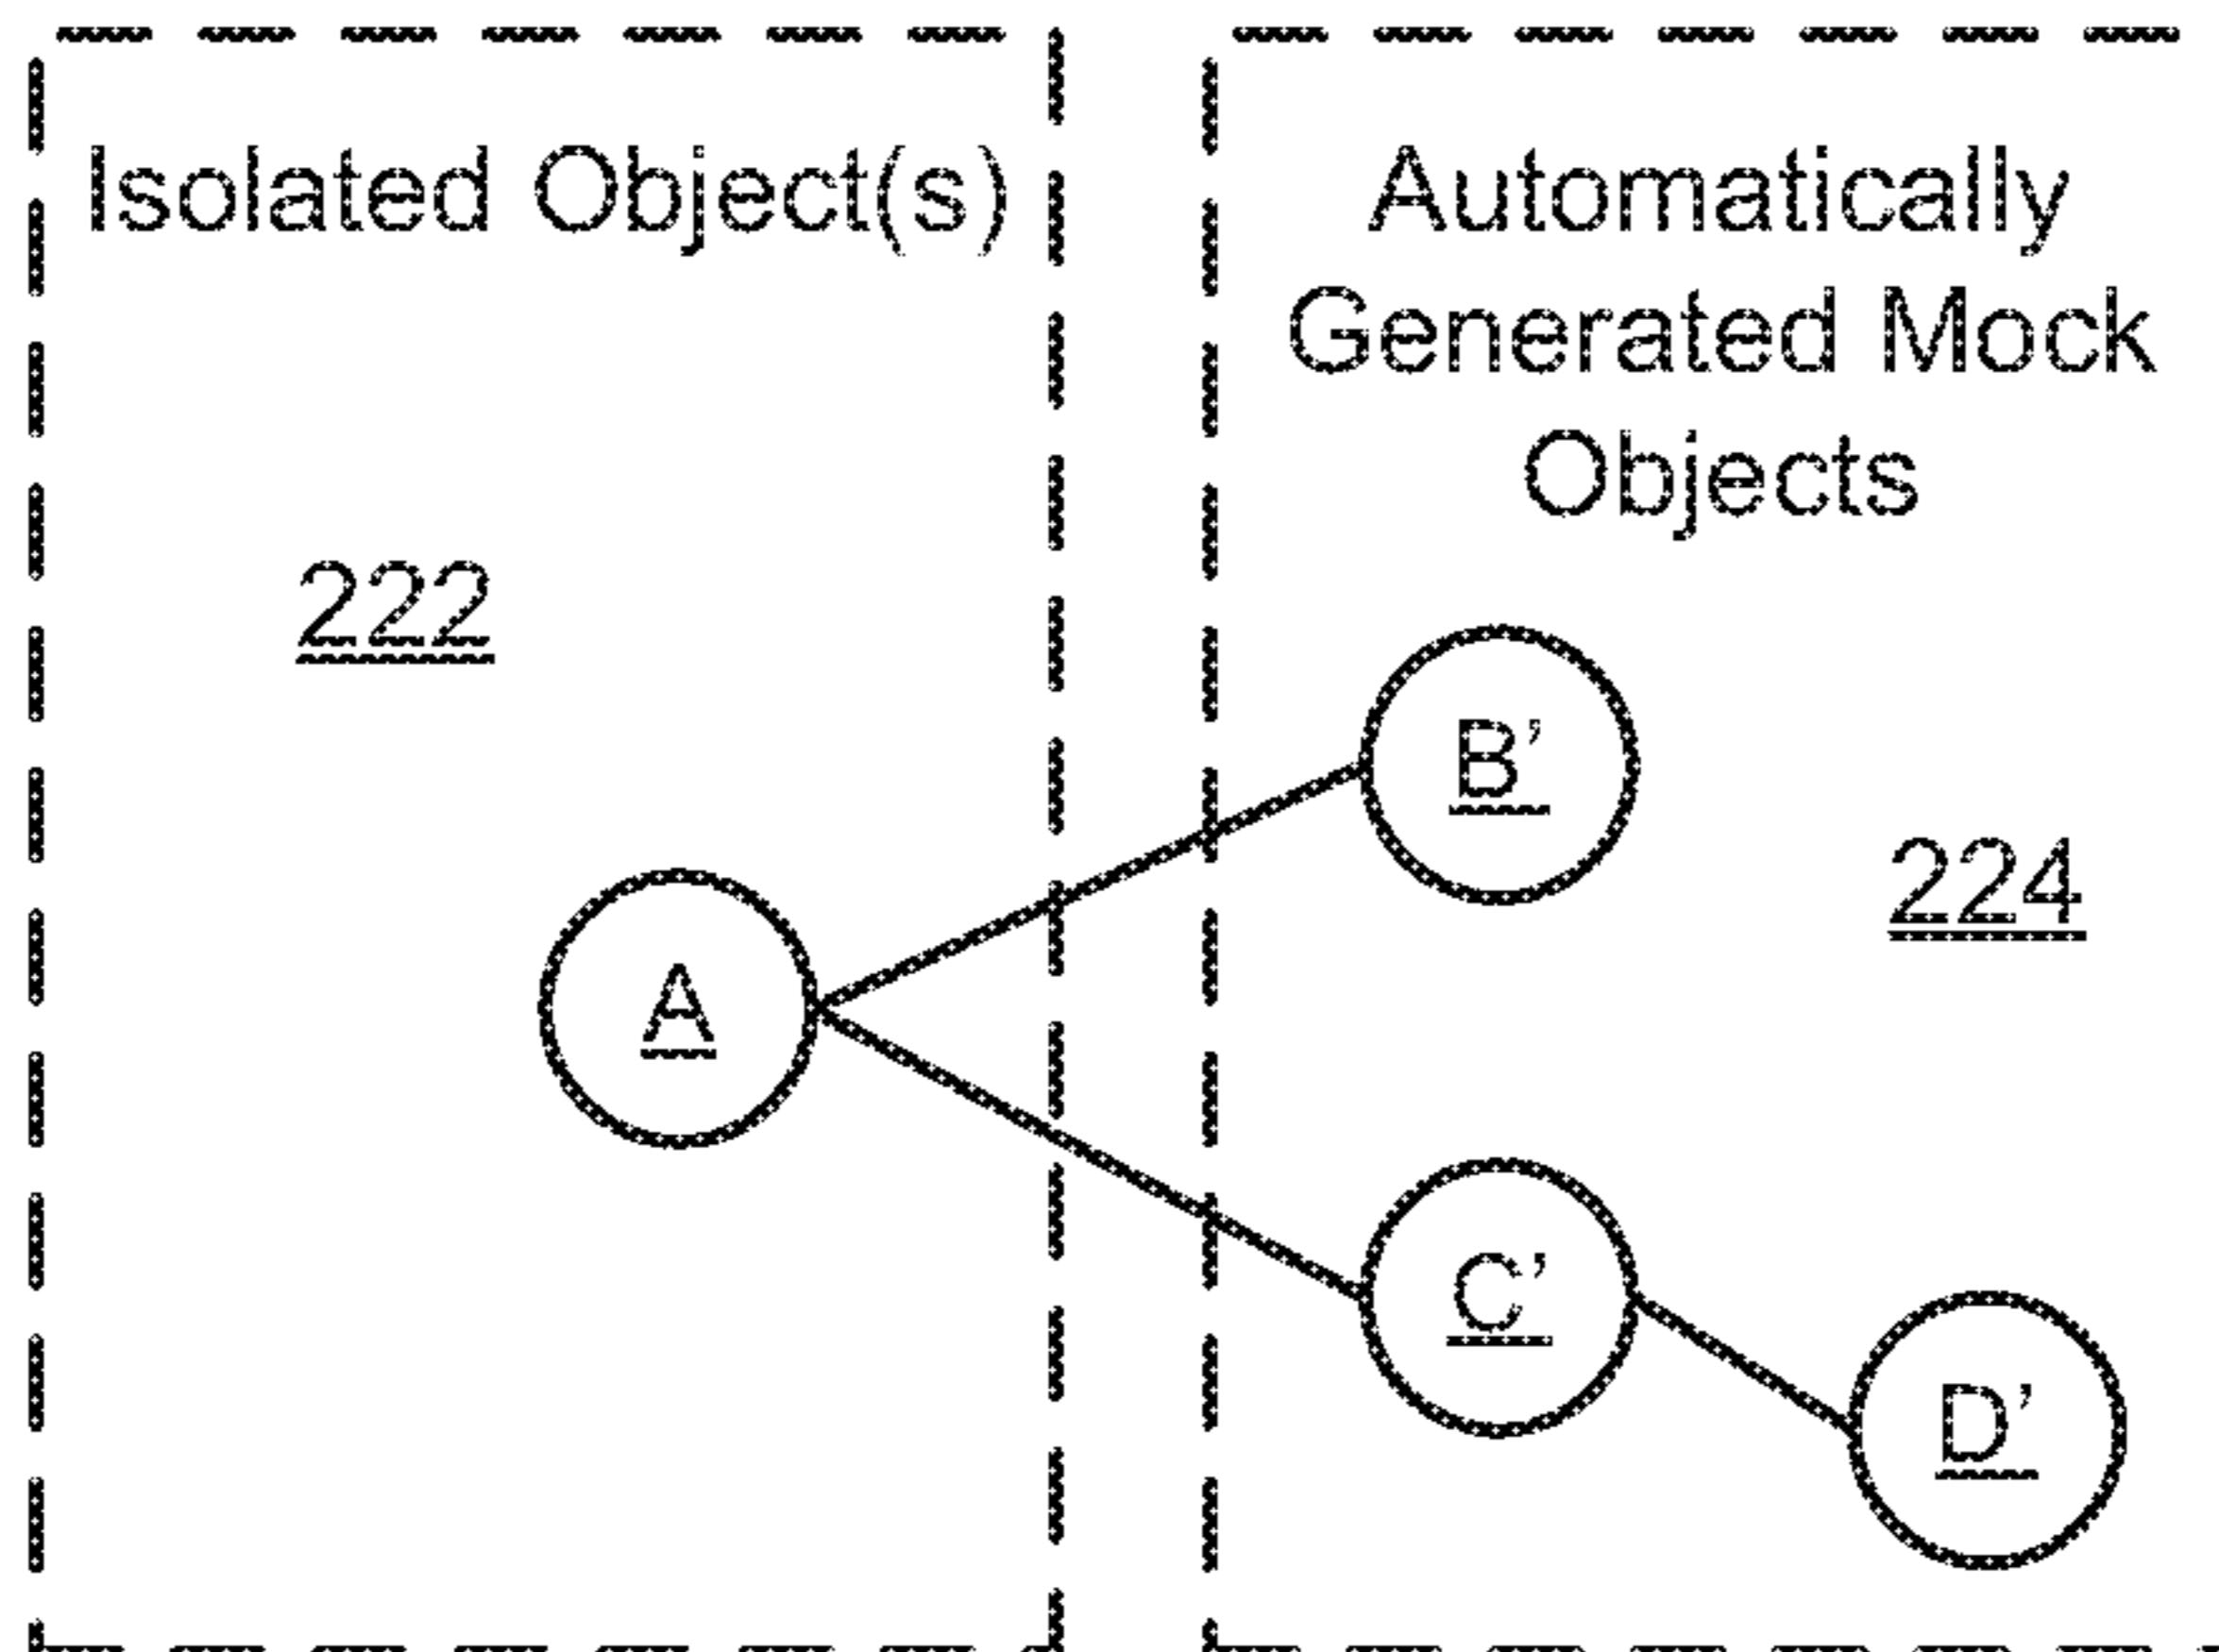 Isolated Object(s)
222
A
Automatically
Generated Mock
Objects
B’
224
C’
D’